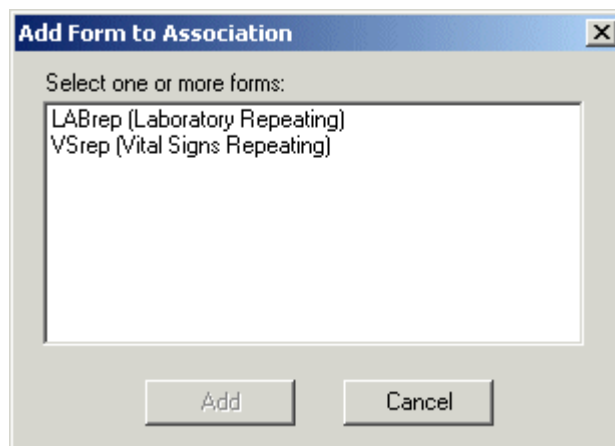 Add Form to Association
Select one or more forms:
LABrep (Laboratory Repeating)
VSrep (Vital Signs Repeating)
Add
Cancel